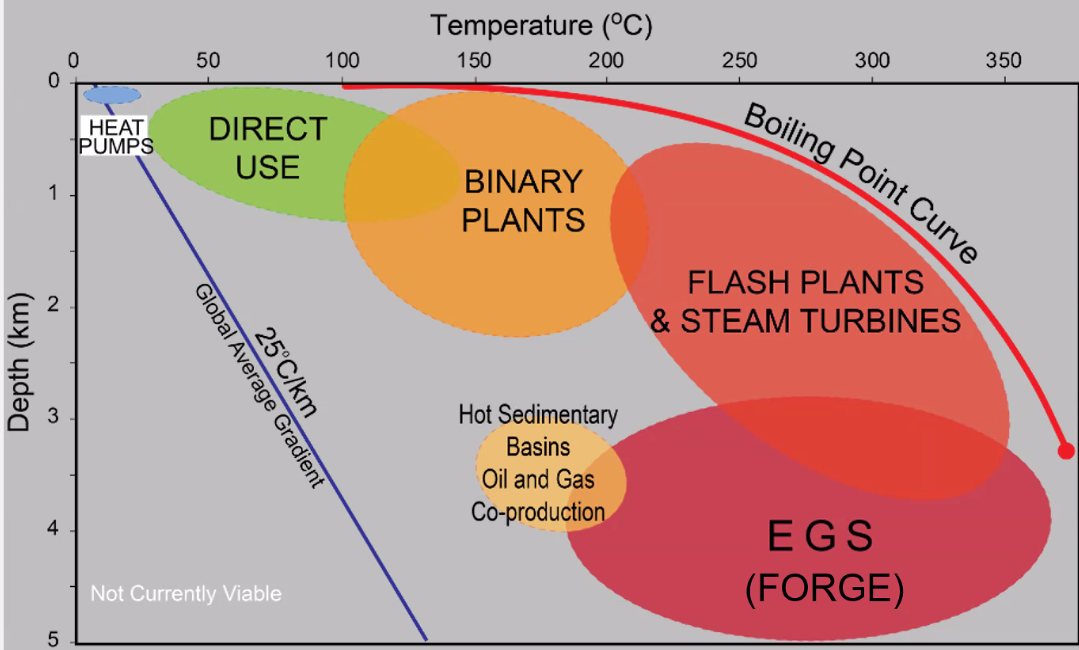 Temperature (°C)
0 50 100 150 200 250 300 350
0
1
2
3
4
5
Depth (km)
HEAT
PUMPS
DIRECT
USE
BINARY
PLANTS
Boiling Point Curve
FLASH PLANTS
& STEAM TURBINES
25°C/km
Global Average Gradient
Hot Sedimentary
Basins
Oil and Gas
Co-production
E G S
(FORGE)
Not Currently Viable